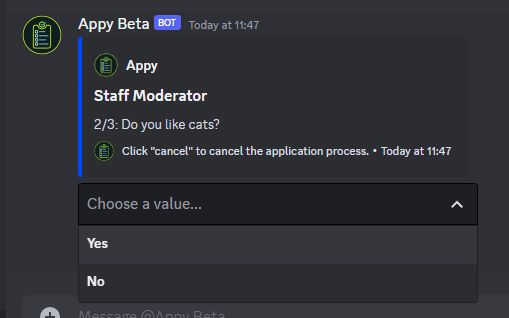 Appy Beta BOT Today at 11:47
Appy
Staff Moderator
2/3: Do you like cats?
Click "cancel" to cancel the application process. • Today at 11:47
Choose a value...
Yes
No
Message @Appy Beta